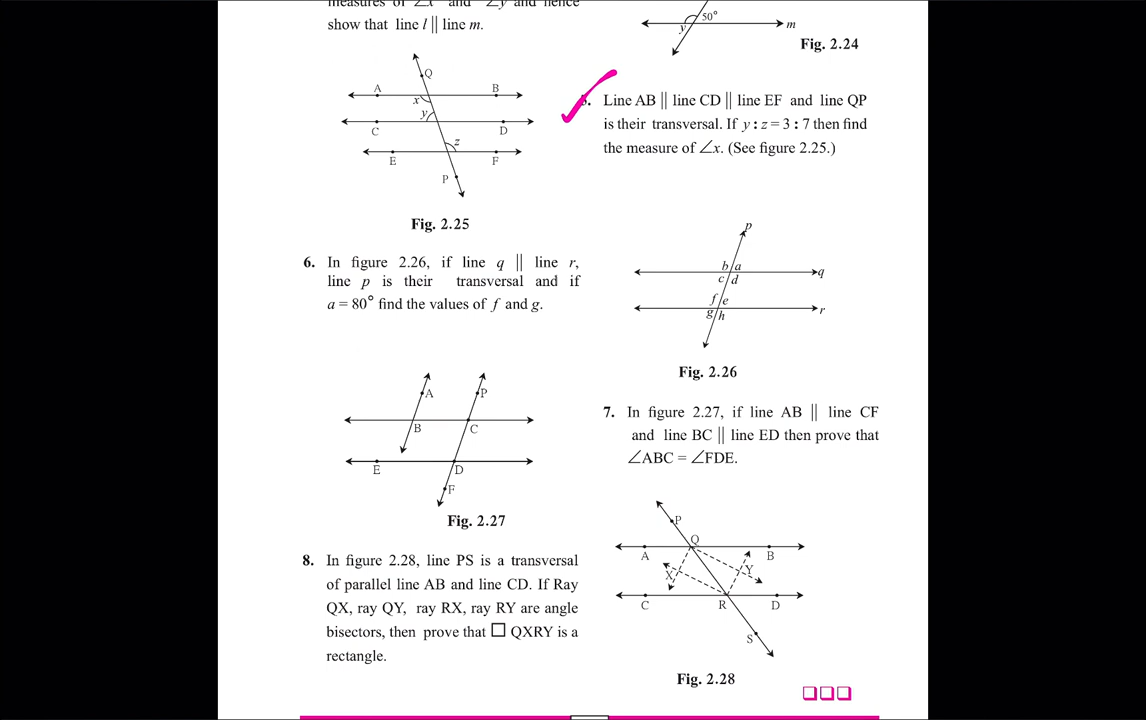 measures of ∠x and ∠y and hence
show that line l || line m.
50°
y
m
Fig. 2.24
Q
A
B
x
y
C
D
z
E
F
P
Fig. 2.25
5. Line AB || line CD || line EF and line QP
is their transversal. If y : z = 3 : 7 then find
the measure of ∠x. (See figure 2.25.)
6. In figure 2.26, if line q || line r,
line p is their transversal and if
a = 80° find the values of f and g.
p
b a
q
c d
f e
r
g h
Fig. 2.26
A
P
B
C
E
D
F
Fig. 2.27
7. In figure 2.27, if line AB || line CF
and line BC || line ED then prove that
∠ABC = ∠FDE.
8. In figure 2.28, line PS is a transversal
of parallel line AB and line CD. If Ray
QX, ray QY, ray RX, ray RY are angle
bisectors, then prove that □ QXRY is a
rectangle.
P
Q
A
B
X
Y
C
R
D
S
Fig. 2.28